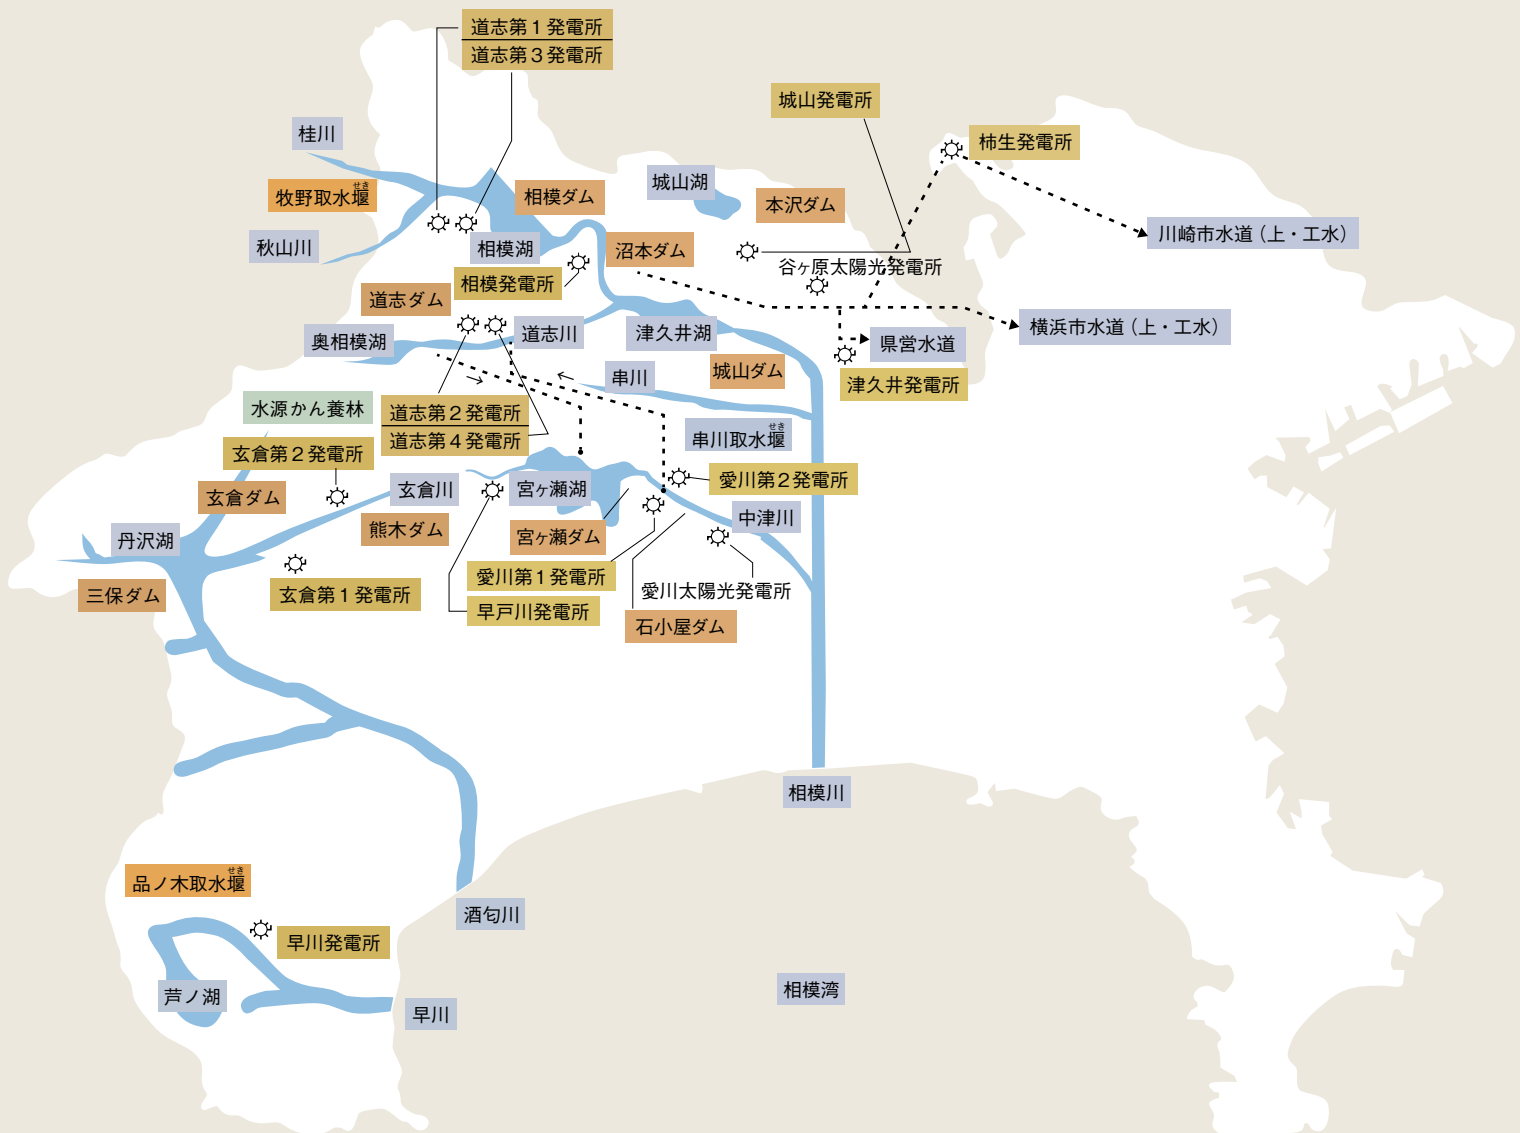 道志第1発電所
道志第3発電所
城山発電所
桂川
柿生発電所
せき
牧野取水堰
相模ダム
城山湖
本沢ダム
川崎市水道(上・工水)
秋山川
相模湖
沼本ダム
谷ヶ原太陽光発電所
相模発電所
道志ダム
横浜市水道(上・工水)
奥相模湖
道志川
津久井湖
県営水道
城山ダム
串川
津久井発電所
水源かん養林
道志第2発電所
道志第4発電所
せき
串川取水堰
玄倉第2発電所
愛川第2発電所
玄倉ダム
玄倉川
宮ヶ瀬湖
中津川
熊木ダム
宮ヶ瀬ダム
丹沢湖
愛川第1発電所
愛川太陽光発電所
三保ダム
玄倉第1発電所
早戸川発電所
石小屋ダム
相模川
せき
品ノ木取水堰
酒匂川
早川発電所
芦ノ湖
相模湾
早川